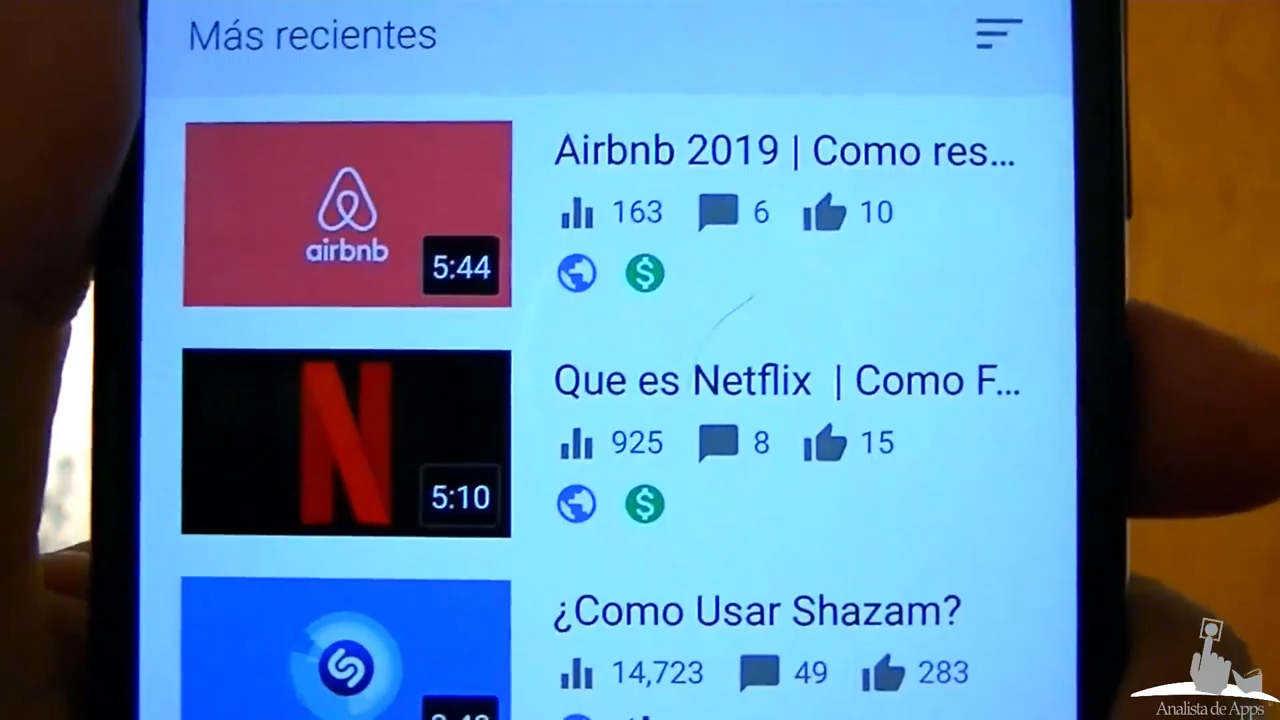 Más recientes
airbnb
5:44
Airbnb 2019 | Como res...
163 6 10
N
5:10
Que es Netflix | Como F...
925 8 15
¿Como Usar Shazam?
14,723 49 283
Analista de Apps